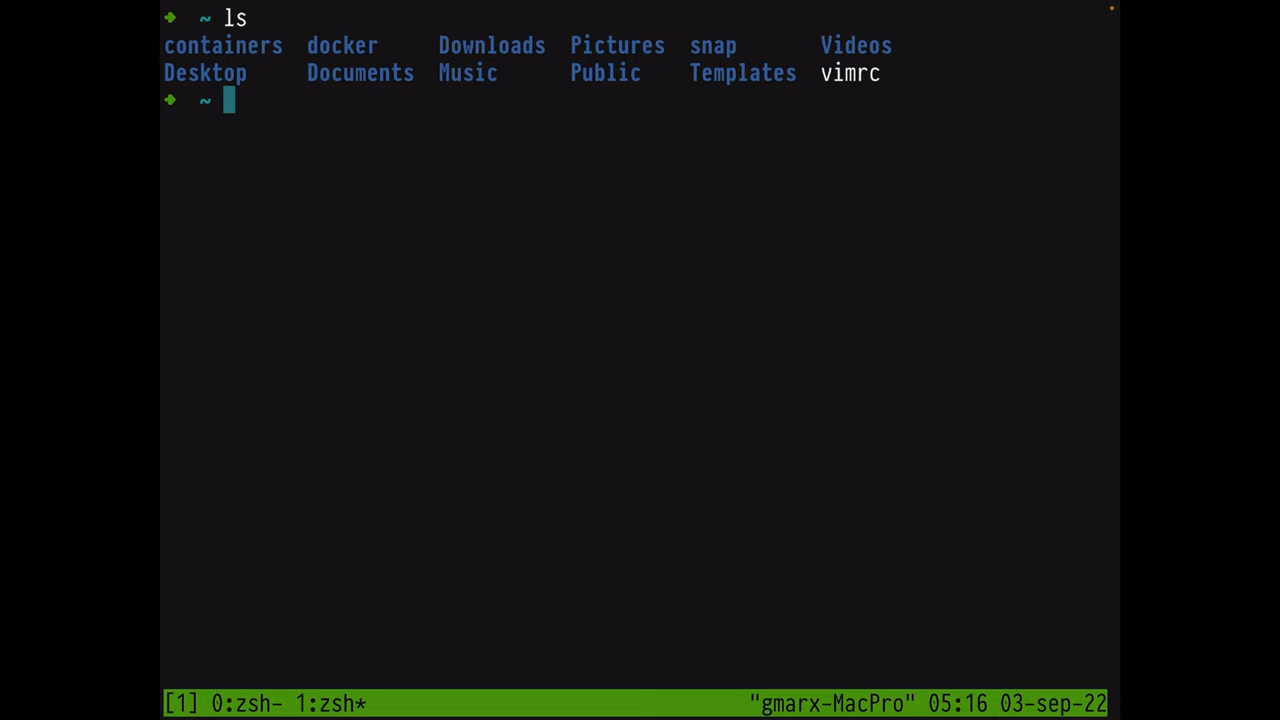 ➜  ~ ls
containers  docker     Downloads  Pictures  snap       Videos
Desktop     Documents  Music      Public    Templates  vimrc
➜  ~
[1] 0:zsh- 1:zsh* "gmarx-MacPro" 05:16 03-sep-22